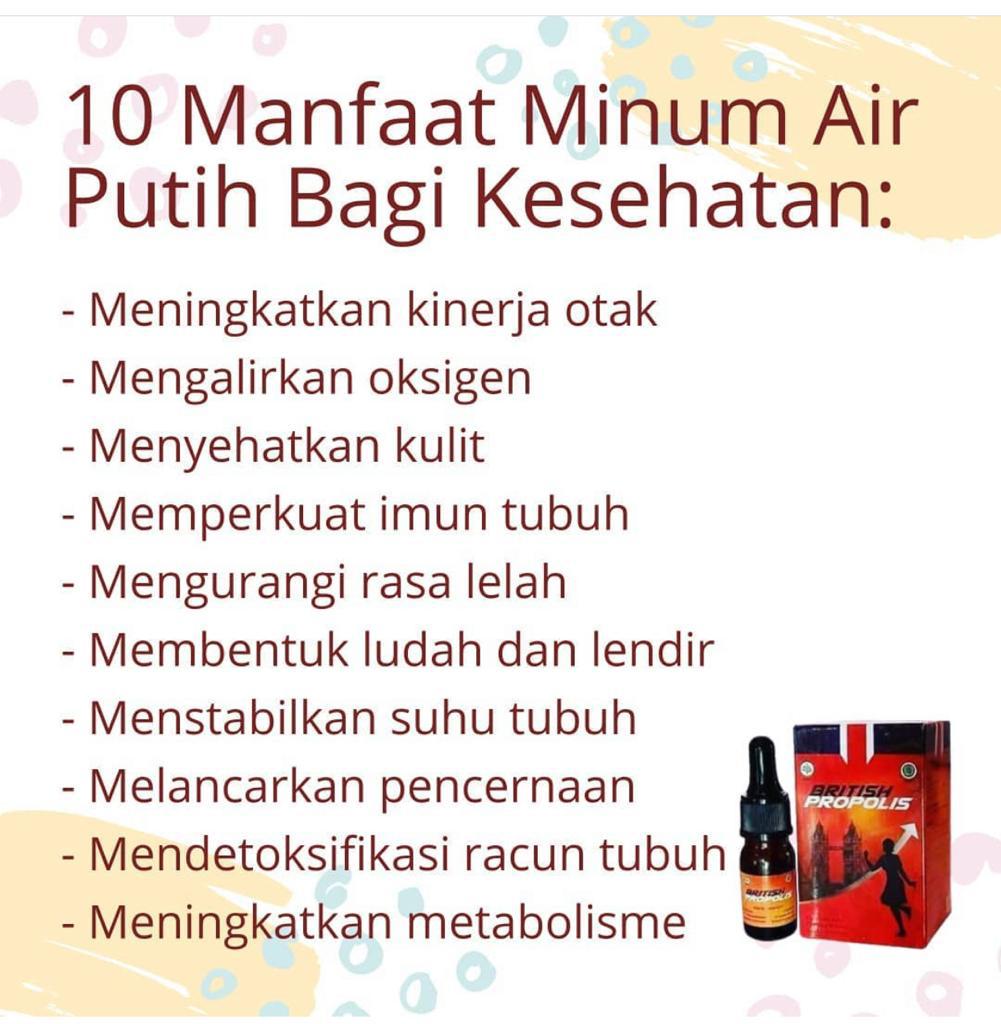 10 Manfaat Minum Air
Putih Bagi Kesehatan:
- Meningkatkan kinerja otak
- Mengalirkan oksigen
- Menyehatkan kulit
- Memperkuat imun tubuh
- Mengurangi rasa lelah
- Membentuk ludah dan lendir
- Menstabilkan suhu tubuh
- Melancarkan pencernaan
- Mendetoksifikasi racun tubuh
- Meningkatkan metabolisme
BRITISH
PROPOLIS
BRITISH
PROPOLIS